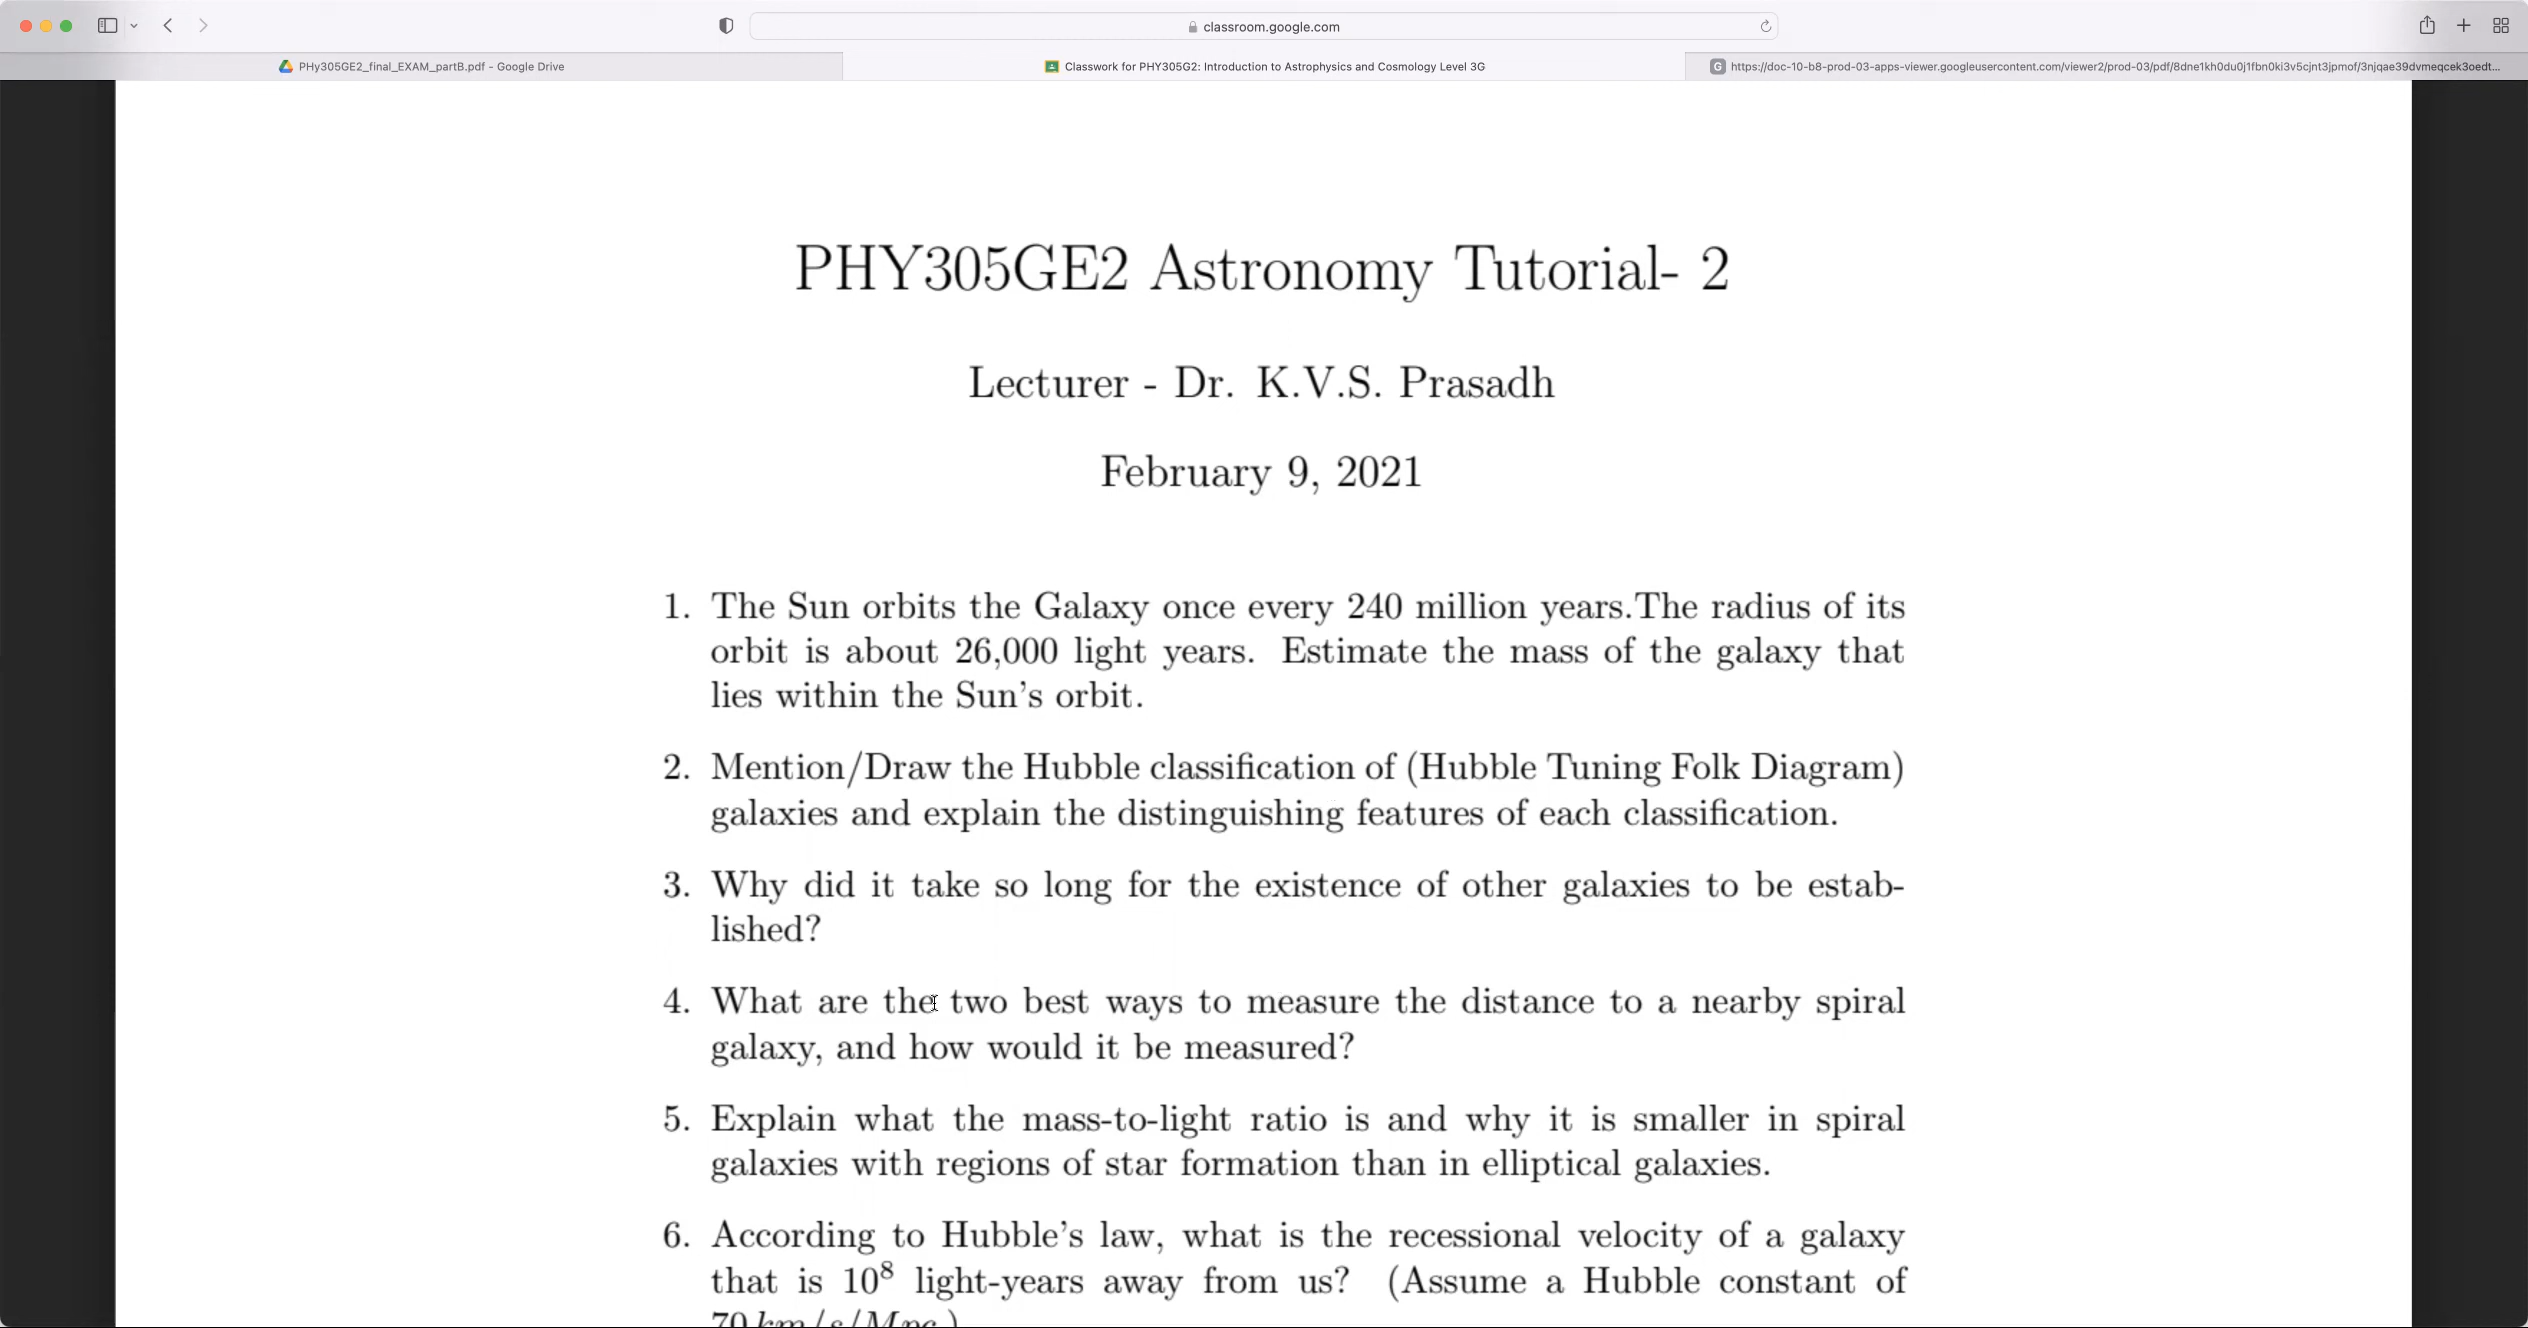 classroom.google.com
PHy305GE2_final_EXAM_partB.pdf - Google Drive
Classwork for PHY305G2: Introduction to Astrophysics and Cosmology Level 3G
https://doc-10-b8-prod-03-apps-viewer.googleusercontent.com/viewer2/prod-03/pdf/8dne1kh0du0j1fbn0ki3v5cjnt3jpmof/3njqae39dvmeqcek3oedt...
PHY305GE2 Astronomy Tutorial- 2
Lecturer - Dr. K.V.S. Prasadh
February 9, 2021
1. The Sun orbits the Galaxy once every 240 million years.The radius of its
orbit is about 26,000 light years. Estimate the mass of the galaxy that
lies within the Sun's orbit.
2. Mention/Draw the Hubble classification of (Hubble Tuning Folk Diagram)
galaxies and explain the distinguishing features of each classification.
3. Why did it take so long for the existence of other galaxies to be estab-
lished?
4. What are the two best ways to measure the distance to a nearby spiral
galaxy, and how would it be measured?
5. Explain what the mass-to-light ratio is and why it is smaller in spiral
galaxies with regions of star formation than in elliptical galaxies.
6. According to Hubble's law, what is the recessional velocity of a galaxy
that is 10⁸ light-years away from us? (Assume a Hubble constant of
70 km/s/Mpc.)